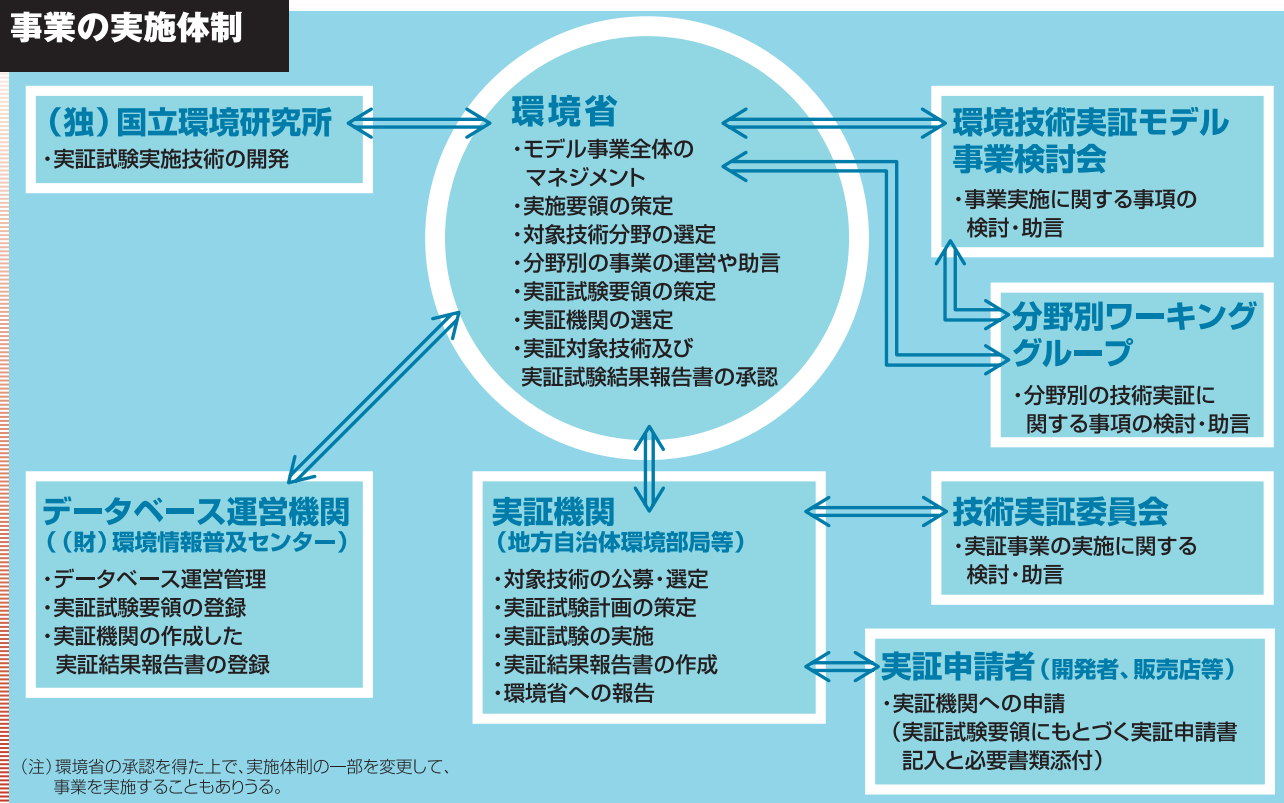 事業の実施体制
(独)国立環境研究所
・実証試験実施技術の開発
環境省
・モデル事業全体の
マネジメント
・実施要領の策定
・対象技術分野の選定
・分野別の事業の運営や助言
・実証試験要領の策定
・実証機関の選定
・実証対象技術及び
実証試験結果報告書の承認
環境技術実証モデル
事業検討会
・事業実施に関する事項の
検討・助言
分野別ワーキング
グループ
・分野別の技術実証に
関する事項の検討・助言
データベース運営機関
((財)環境情報普及センター)
・データベース運営管理
・実証試験要領の登録
・実証機関の作成した
実証結果報告書の登録
実証機関
(地方自治体環境部局等)
・対象技術の公募・選定
・実証試験計画の策定
・実証試験の実施
・実証結果報告書の作成
・環境省への報告
技術実証委員会
・実証事業の実施に関する
検討・助言
実証申請者(開発者、販売店等)
・実証機関への申請
(実証試験要領にもとづく実証申請書
記入と必要書類添付)
(注)環境省の承認を得た上で、実施体制の一部を変更して、
事業を実施することもありうる。